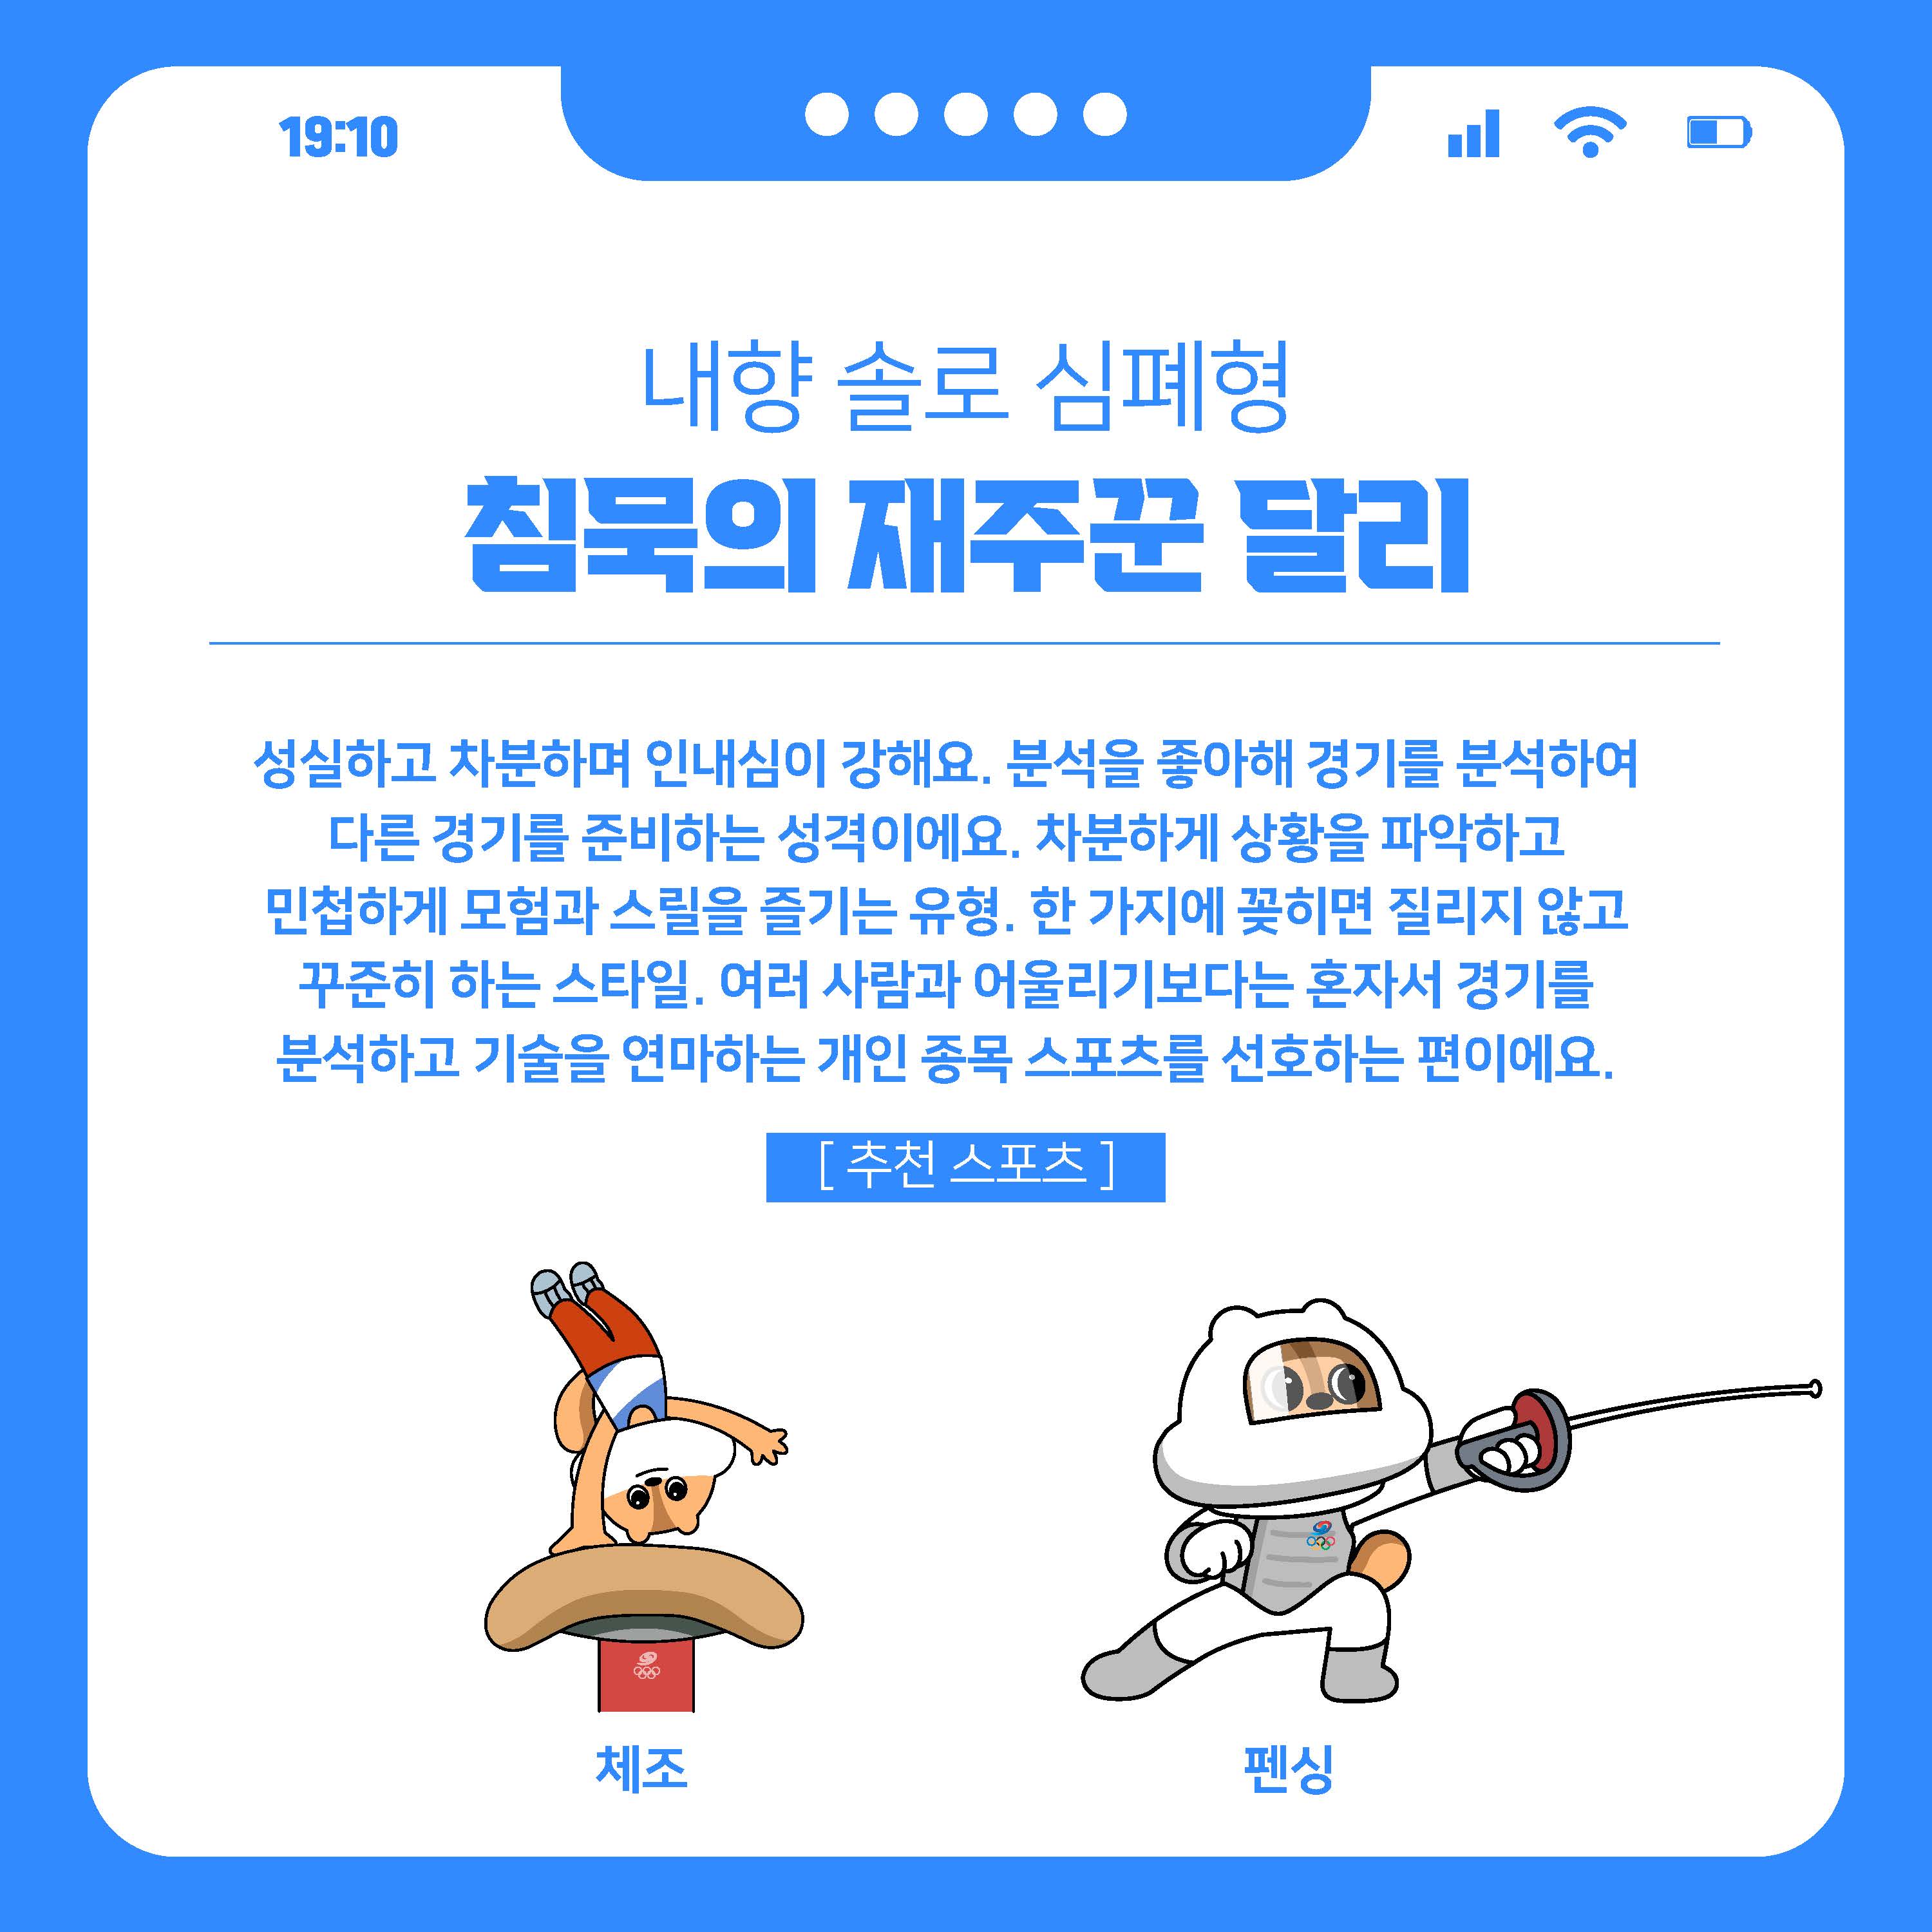 19:10
내향 솔로 심폐형
침묵의 재주꾼 달리
성실하고 차분하며 인내심이 강해요. 분석을 좋아해 경기를 분석하여
다른 경기를 준비하는 성격이에요. 차분하게 상황을 파악하고
민첩하게 모험과 스릴을 즐기는 유형. 한 가지에 꽂히면 질리지 않고
꾸준히 하는 스타일. 여러 사람과 어울리기보다는 혼자서 경기를
분석하고 기술을 연마하는 개인 종목 스포츠를 선호하는 편이에요.
[ 추천 스포츠 ]
체조
펜싱